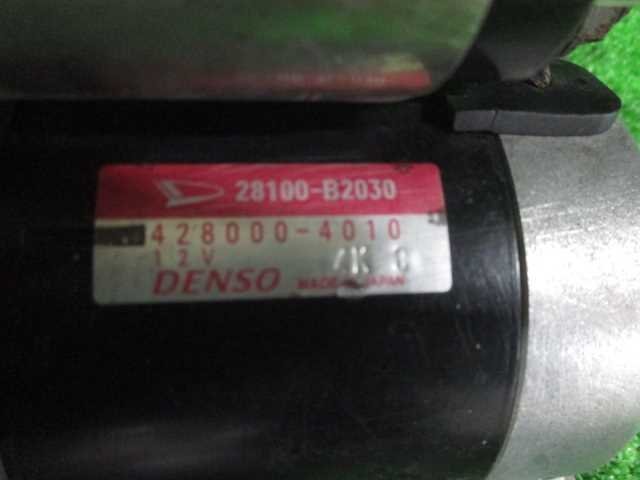 28100-B2030
428000-4010
12V /K C
DENSO MADE IN JAPAN